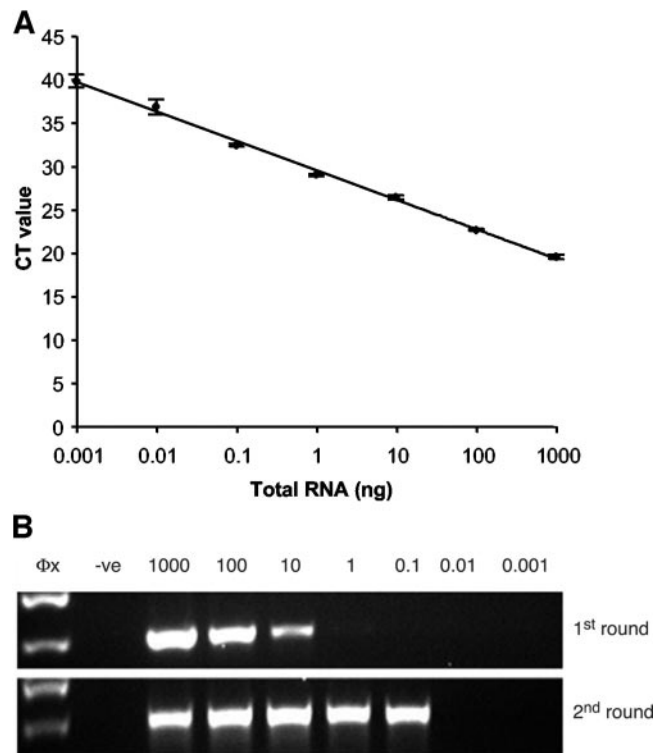 A
45
40
35
30
25
20
15
10
5
0
CT value
0.001 0.01 0.1 1 10 100 1000
Total RNA (ng)
B
Φx -ve 1000 100 10 1 0.1 0.01 0.001
1st round
2nd round